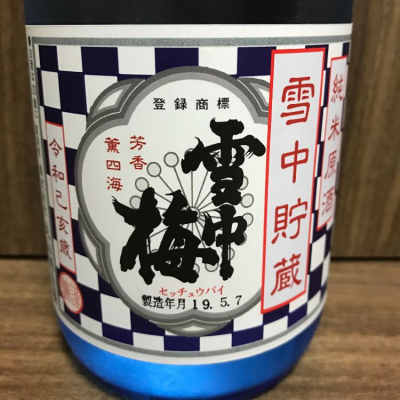 純米原酒
雪中貯蔵
登録商標
芳香
薫四海
雪中梅
セッチュウバイ
製造年月 19.5.7
令和己亥歳